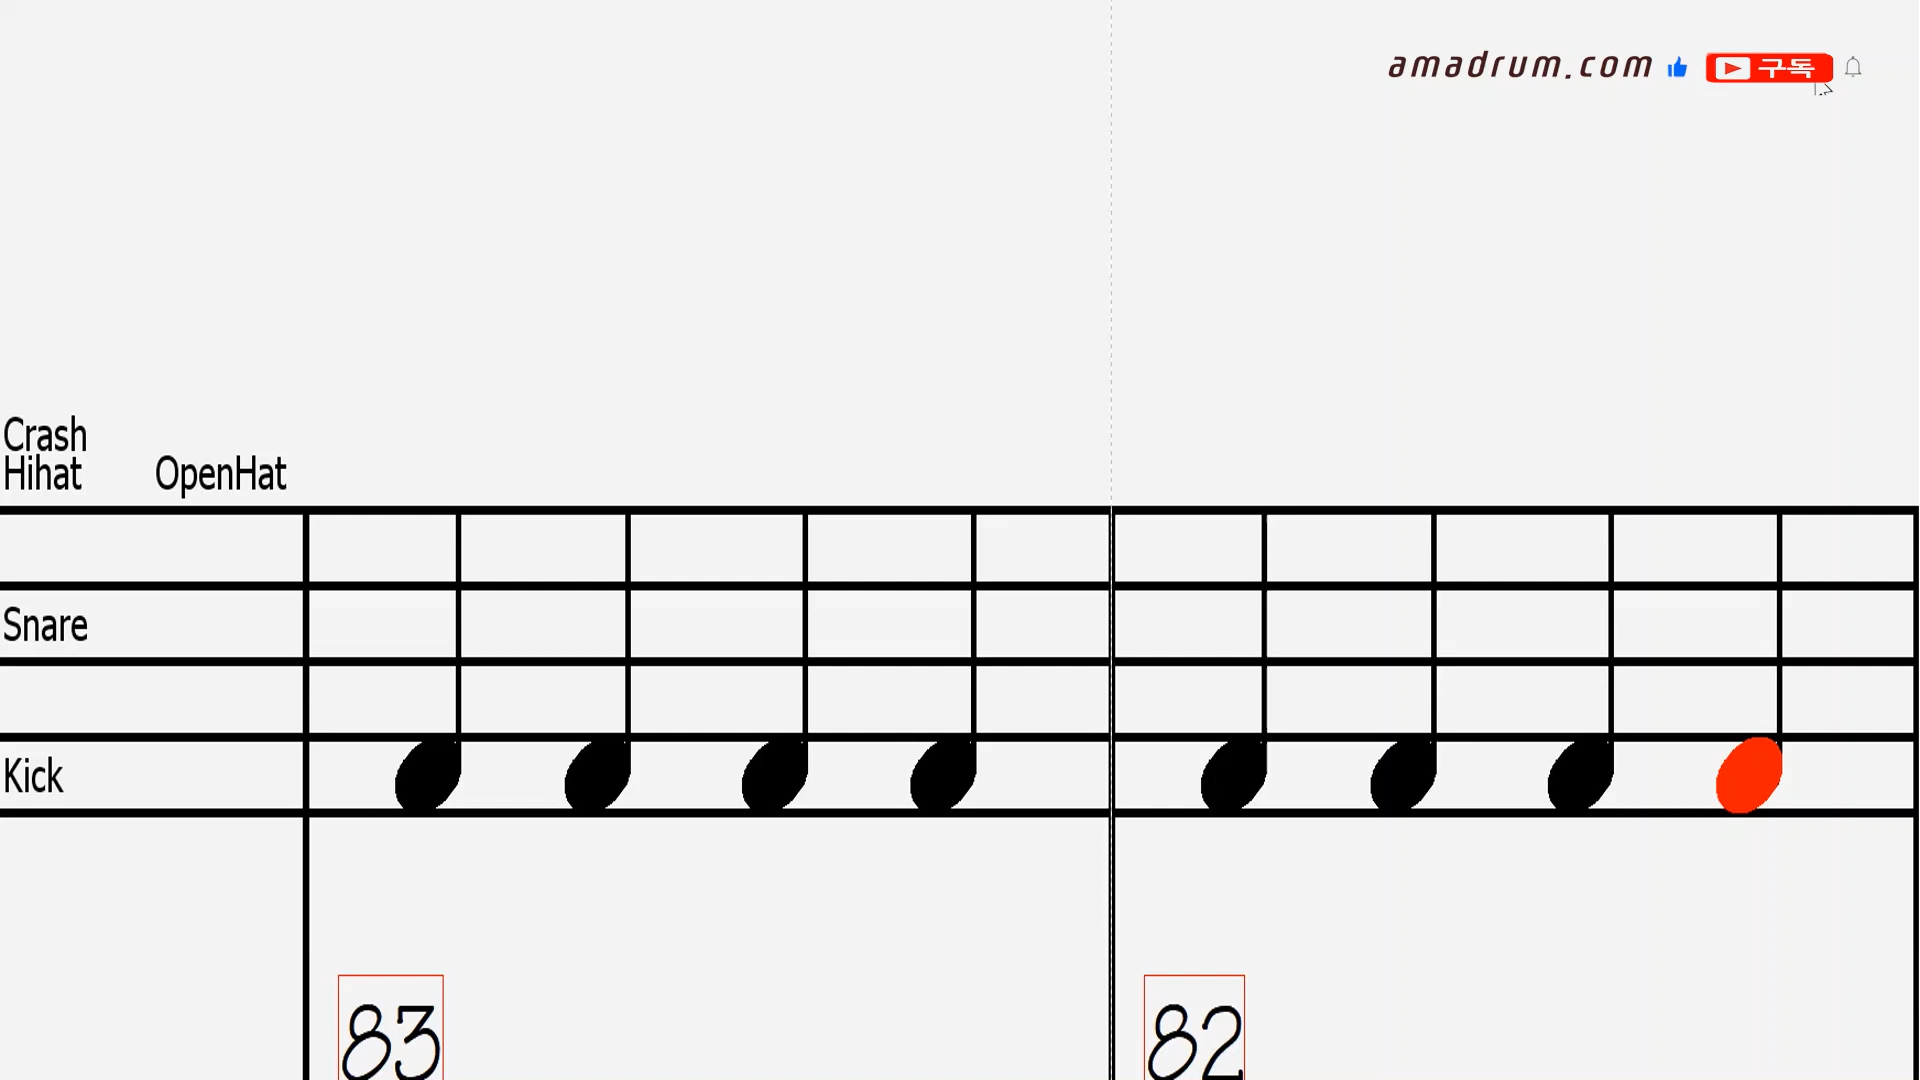 amadrum.com 구독
Crash
Hihat OpenHat
Snare
Kick
83 82